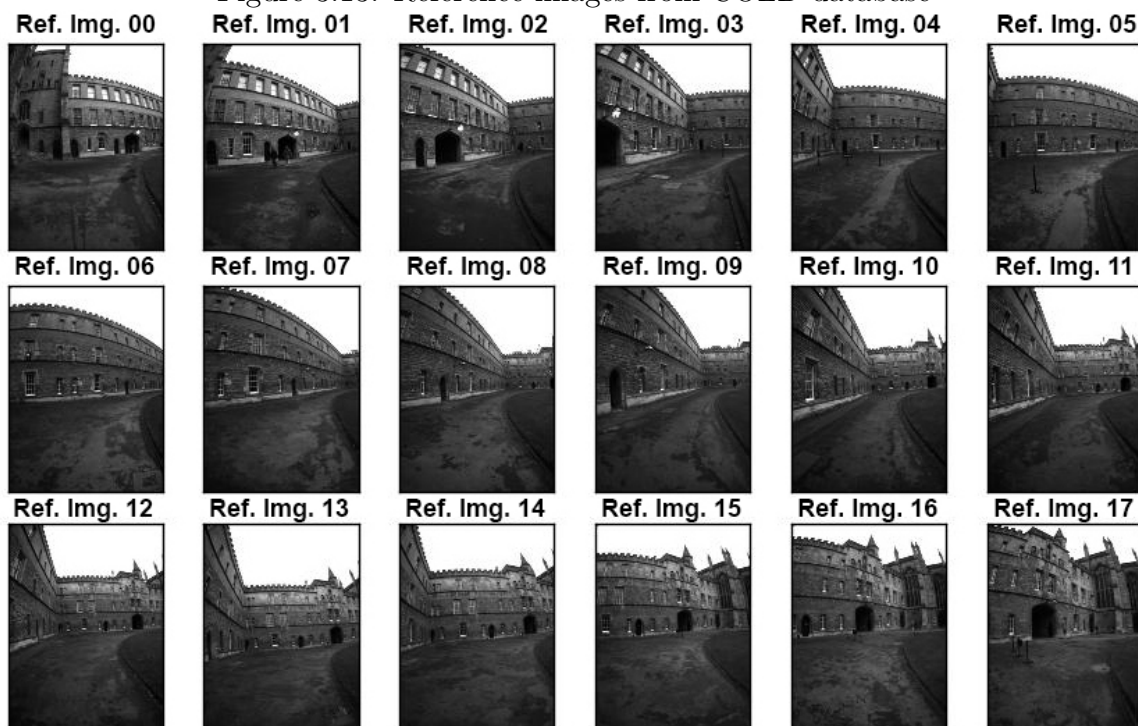 Figure Reference images from database
Ref. Img. 00 Ref. Img. 01 Ref. Img. 02 Ref. Img. 03 Ref. Img. 04 Ref. Img. 05
Ref. Img. 06 Ref. Img. 07 Ref. Img. 08 Ref. Img. 09 Ref. Img. 10 Ref. Img. 11
Ref. Img. 12 Ref. Img. 13 Ref. Img. 14 Ref. Img. 15 Ref. Img. 16 Ref. Img. 17